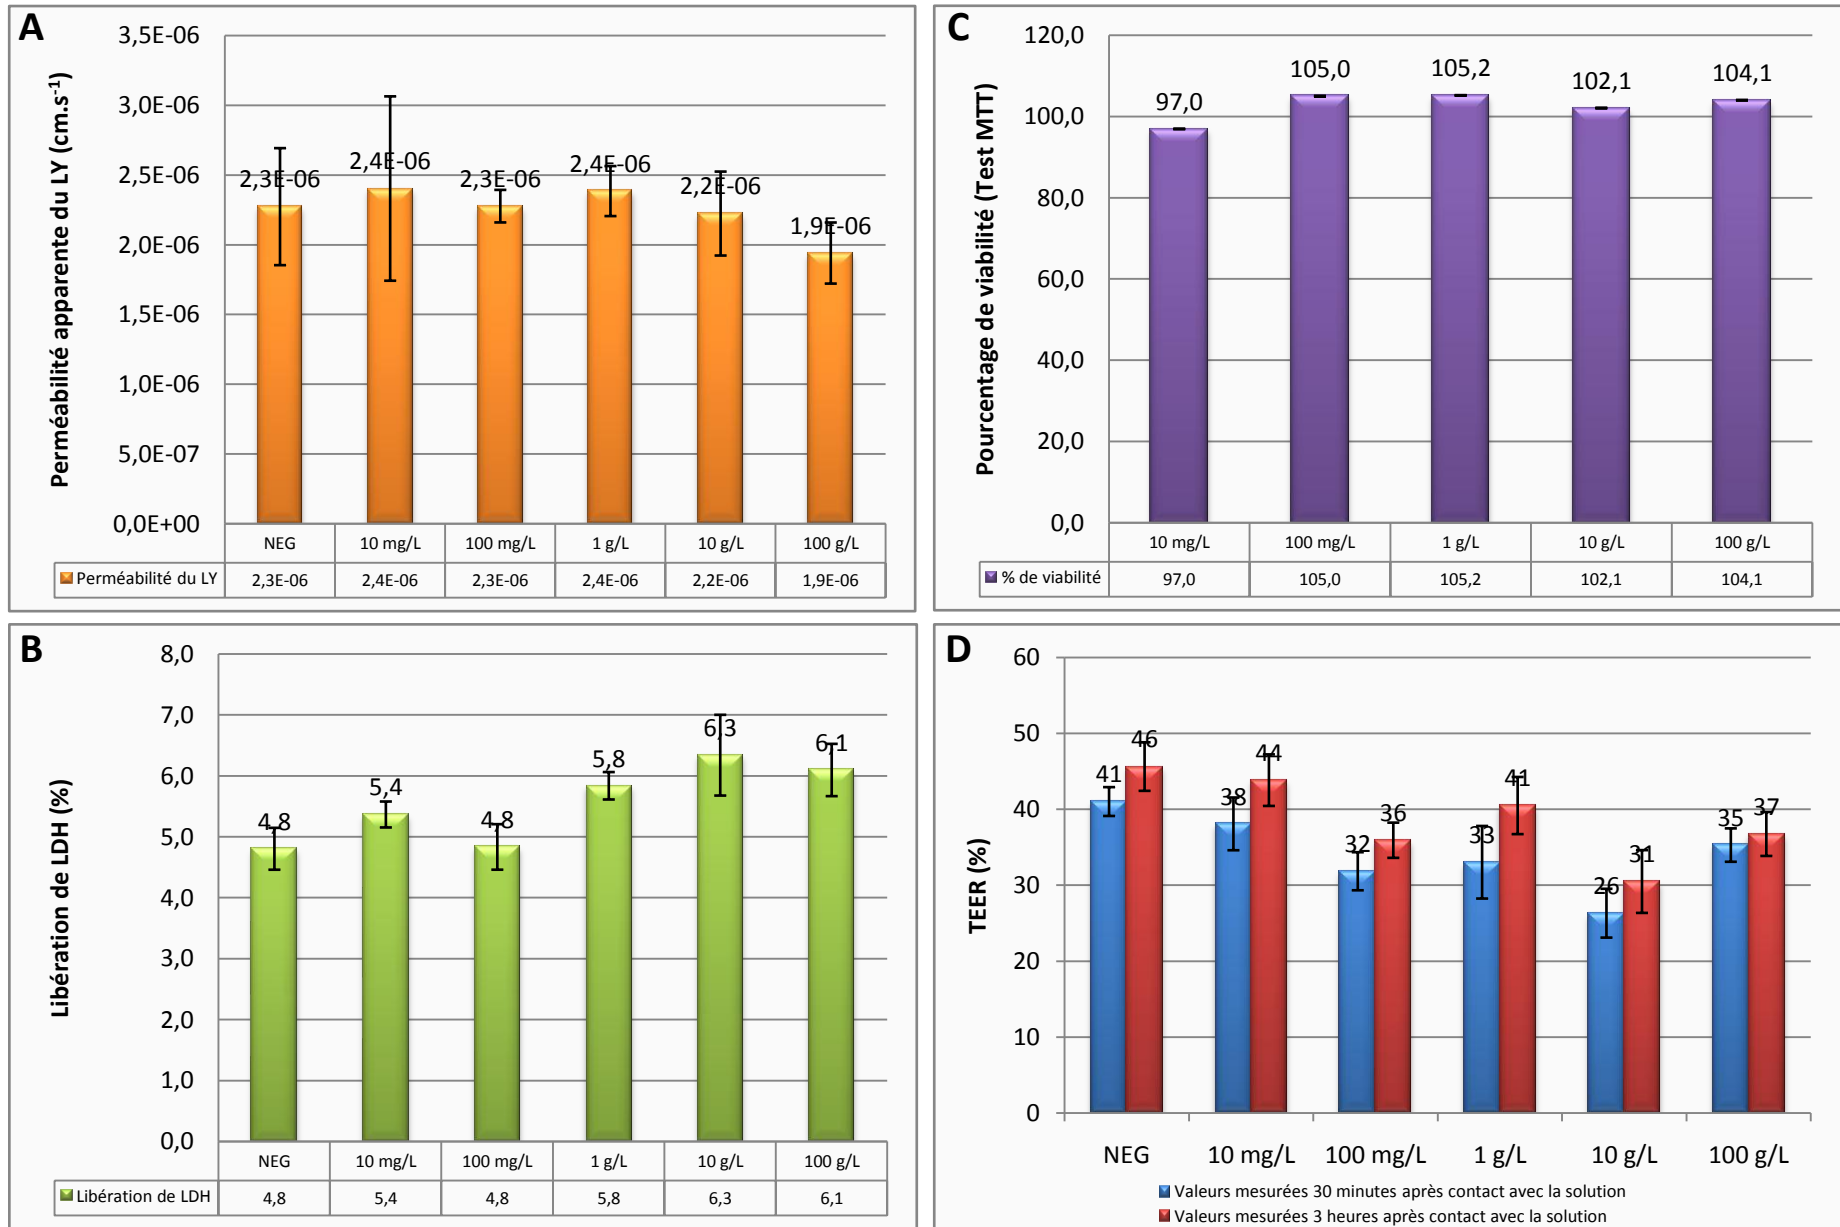 A
Perméabilité apparente du LY (cm.s-1)
3,5E-06
3,0E-06
2,5E-06
2,0E-06
1,5E-06
1,0E-06
5,0E-07
0,0E+00
2,3E-06 2,4E-06 2,3E-06 2,4E-06 2,2E-06 1,9E-06
NEG 10 mg/L 100 mg/L 1 g/L 10 g/L 100 g/L
Perméabilité du LY 2,3E-06 2,4E-06 2,3E-06 2,4E-06 2,2E-06 1,9E-06
C
Pourcentage de viabilité (Test MTT)
120,0
100,0
80,0
60,0
40,0
20,0
0,0
97,0 105,0 105,2 102,1 104,1
10 mg/L 100 mg/L 1 g/L 10 g/L 100 g/L
% de viabilité 97,0 105,0 105,2 102,1 104,1
B
Libération de LDH (%)
8,0
7,0
6,0
5,0
4,0
3,0
2,0
1,0
0,0
4,8 5,4 4,8 5,8 6,3 6,1
NEG 10 mg/L 100 mg/L 1 g/L 10 g/L 100 g/L
Libération de LDH 4,8 5,4 4,8 5,8 6,3 6,1
D
TEER (%)
60
50
40
30
20
10
0
41 46 38 44 32 36 33 41 26 31 35 37
NEG 10 mg/L 100 mg/L 1 g/L 10 g/L 100 g/L
Valeurs mesurées 30 minutes après contact avec la solution
Valeurs mesurées 3 heures après contact avec la solution